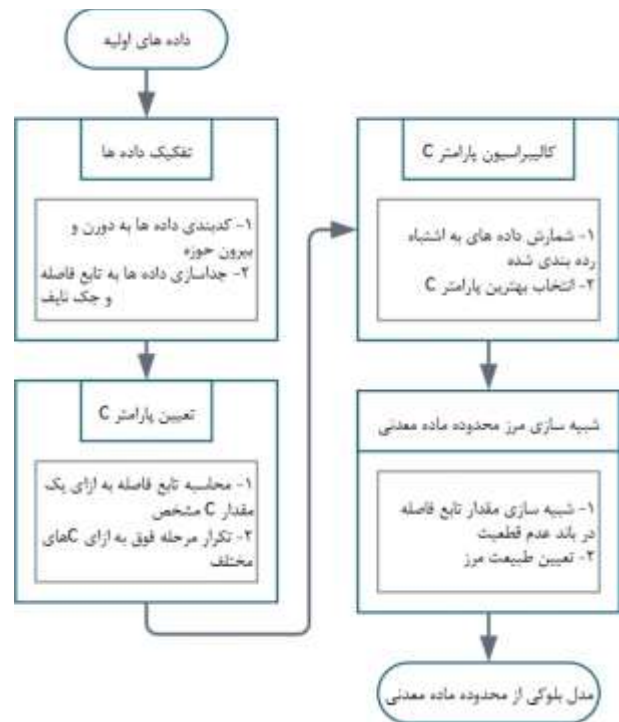 داده های اولیه
تفکیک داده ها
۱- کدبندی داده ها به دورن و
بیرون حوزه
۲- جداسازی داده ها به تابع فاصله
و جک نایف
تعیین پارامتر C
۱- محاسبه تابع فاصله به ازای یک
مقدار C مشخص
۲- تکرار مرحله فوق به ازای Cهای
مختلف
کالیبراسیون پارامتر C
۱- شمارش داده های به اشتباه
رده بندی شده
۲- انتخاب بهترین پارامتر C
شبیه سازی مرز محدوده ماده معدنی
۱- شبیه سازی مقدار تابع فاصله
در باند عدم قطعیت
۲- تعیین طبیعت مرز
مدل بلوکی از محدوده ماده معدنی